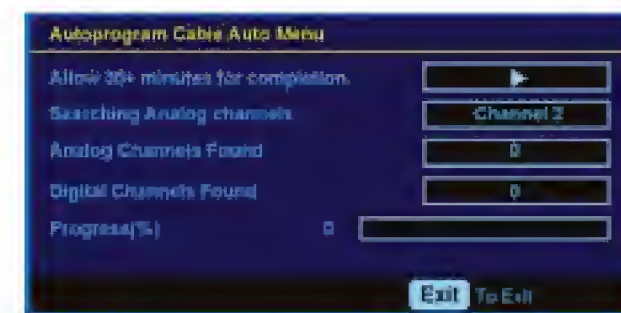 Autoprogram Cable Auto Menu
Allow 30+ minutes for completion.
Searching Analog channels Channel 2
Analog Channels Found 0
Digital Channels Found 0
Progress(%) 0
Exit To Exit